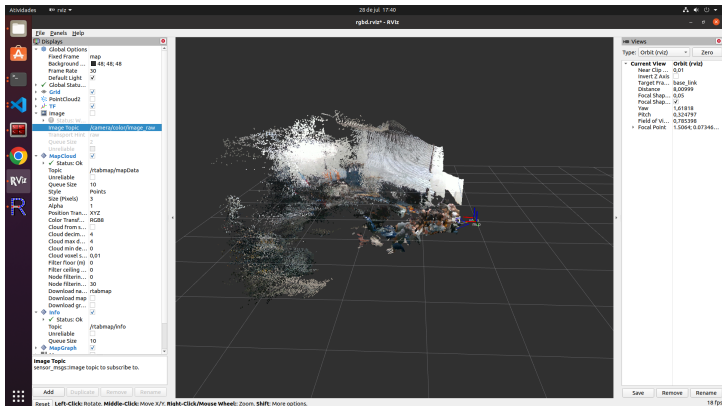 Atividades
rviz
28 de jul 17:40
rgbd.rviz* - RViz
File Panels Help
Displays
Global Options
Fixed Frame map
Background ... 48; 48; 48
Frame Rate 30
Default Light
Global Statu...
Grid
PointCloud2
TF
Image
Status: W...
Image Topic /camera/color/image_raw
Transport Hint raw
Queue Size 2
Unreliable
MapCloud
Status: Ok
Topic /rtabmap/mapData
Unreliable
Queue Size 10
Style Points
Size (Pixels) 3
Alpha 1
Position Tran... XYZ
Color Transf... RGB8
Cloud from s...
Cloud decim... 4
Cloud max d... 4
Cloud min de... 0
Cloud voxel s... 0,01
Filter floor (m) 0
Filter ceiling ... 0
Node filterin... 0
Node filterin... 30
Download na... rtabmap
Download map
Download gr...
Info
Status: Ok
Topic /rtabmap/info
Unreliable
Queue Size 10
MapGraph
Image Topic
sensor_msgs::Image topic to subscribe to.
Add Duplicate Remove Rename
Reset Left-Click: Rotate. Middle-Click: Move X/Y. Right-Click/Mouse Wheel:: Zoom. Shift: More options.
18 fps
Views
Type: Orbit (rviz) Zero
Current View Orbit (rviz)
Near Clip ... 0,01
Invert Z Axis
Target Fra... base_link
Distance 8,00999
Focal Shap... 0,05
Focal Shap...
Yaw 1,61818
Pitch 0,324797
Field of Vi... 0,785398
Focal Point 1.5064; 0.07346...
Save Remove Rename
RViz